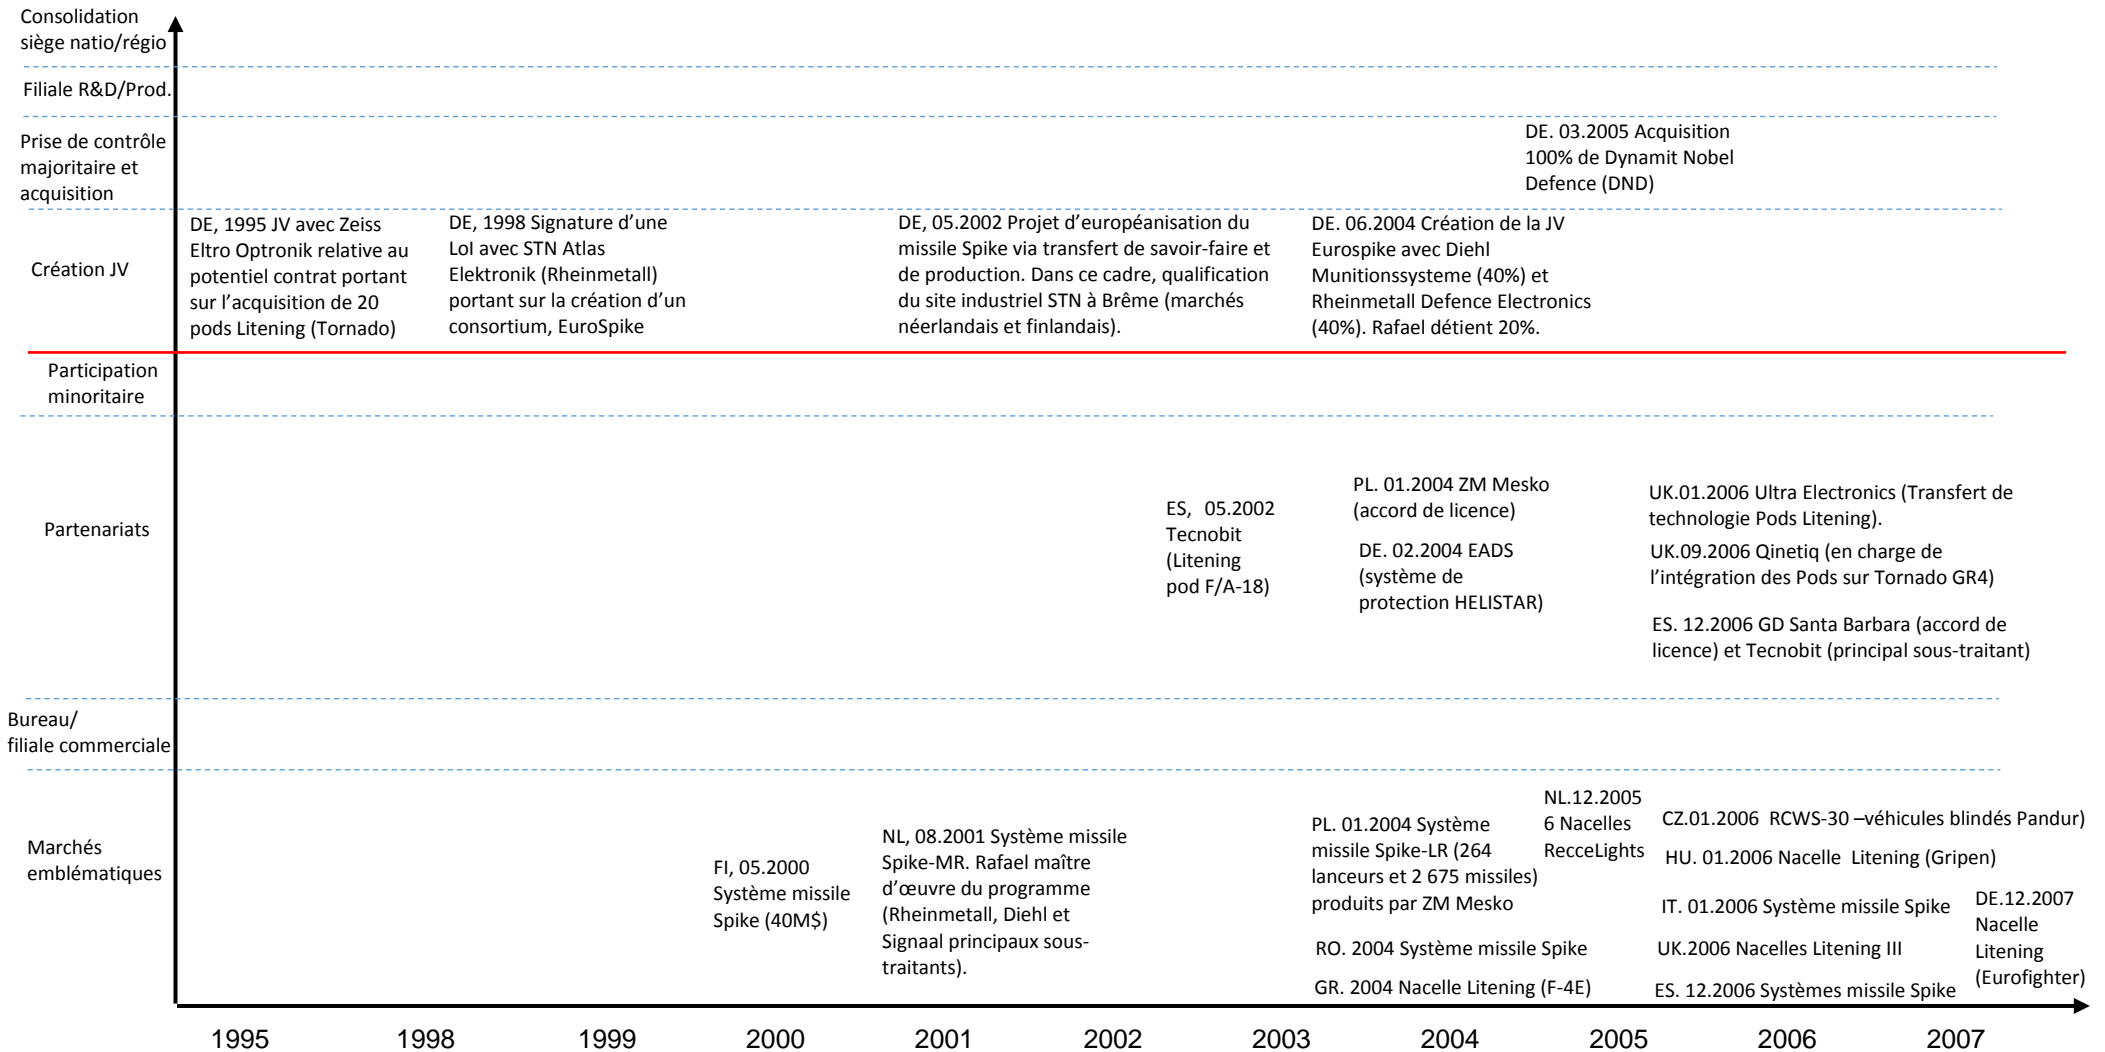 Consolidation
siège natio/régio
Filiale R&D/Prod.
Prise de contrôle
majoritaire et
acquisition
DE. 03.2005 Acquisition
100% de Dynamit Nobel
Defence (DND)
Création JV
DE, 1995 JV avec Zeiss
Eltro Optronik relative au
potentiel contrat portant
sur l’acquisition de 20
pods Litening (Tornado)
DE, 1998 Signature d’une
LoI avec STN Atlas
Elektronik (Rheinmetall)
portant sur la création d’un
consortium, EuroSpike
DE, 05.2002 Projet d’européanisation du
missile Spike via transfert de savoir-faire et
de production. Dans ce cadre, qualification
du site industriel STN à Brême (marchés
néerlandais et finlandais).
DE. 06.2004 Création de la JV
Eurospike avec Diehl
Munitionssysteme (40%) et
Rheinmetall Defence Electronics
(40%). Rafael détient 20%.
Participation
minoritaire
Partenariats
ES, 05.2002
Tecnobit
(Litening
pod F/A-18)
PL. 01.2004 ZM Mesko
(accord de licence)
DE. 02.2004 EADS
(système de
protection HELISTAR)
UK.01.2006 Ultra Electronics (Transfert de
technologie Pods Litening).
UK.09.2006 Qinetiq (en charge de
l’intégration des Pods sur Tornado GR4)
ES. 12.2006 GD Santa Barbara (accord de
licence) et Tecnobit (principal sous-traitant)
Bureau/
filiale commerciale
Marchés
emblématiques
FI, 05.2000
Système missile
Spike (40M$)
NL, 08.2001 Système missile
Spike-MR. Rafael maître
d’œuvre du programme
(Rheinmetall, Diehl et
Signaal principaux sous-
traitants).
PL. 01.2004 Système
missile Spike-LR (264
lanceurs et 2 675 missiles)
produits par ZM Mesko
RO. 2004 Système missile Spike
GR. 2004 Nacelle Litening (F-4E)
NL.12.2005
6 Nacelles
RecceLights
CZ.01.2006 RCWS-30 –véhicules blindés Pandur)
HU. 01.2006 Nacelle Litening (Gripen)
IT. 01.2006 Système missile Spike
UK.2006 Nacelles Litening III
ES. 12.2006 Systèmes missile Spike
DE.12.2007
Nacelle
Litening
(Eurofighter)
1995 1998 1999 2000 2001 2002 2003 2004 2005 2006 2007